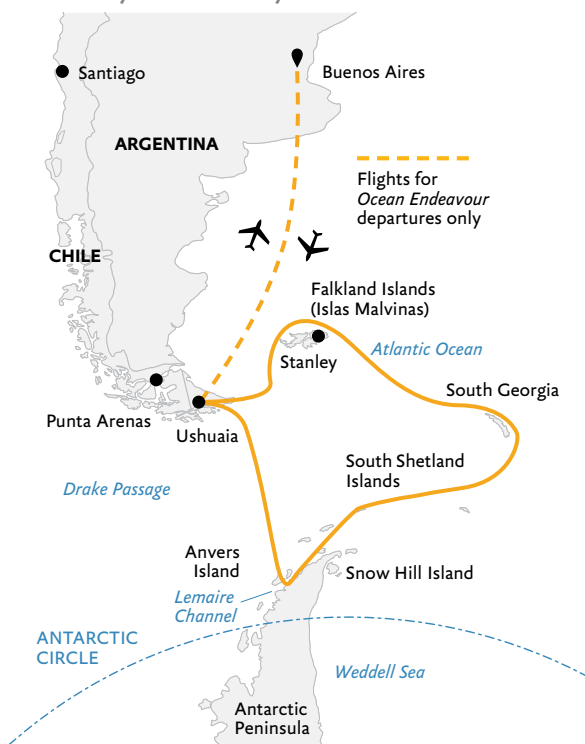 Santiago
Buenos Aires
ARGENTINA
Flights for
Ocean Endeavour
departures only
CHILE
Falkland Islands
(Islas Malvinas)
Stanley
Atlantic Ocean
South Georgia
Punta Arenas
Ushuaia
South Shetland
Islands
Drake Passage
Anvers
Island
Snow Hill Island
Lemaire
Channel
ANTARCTIC
CIRCLE
Weddell Sea
Antarctic
Peninsula